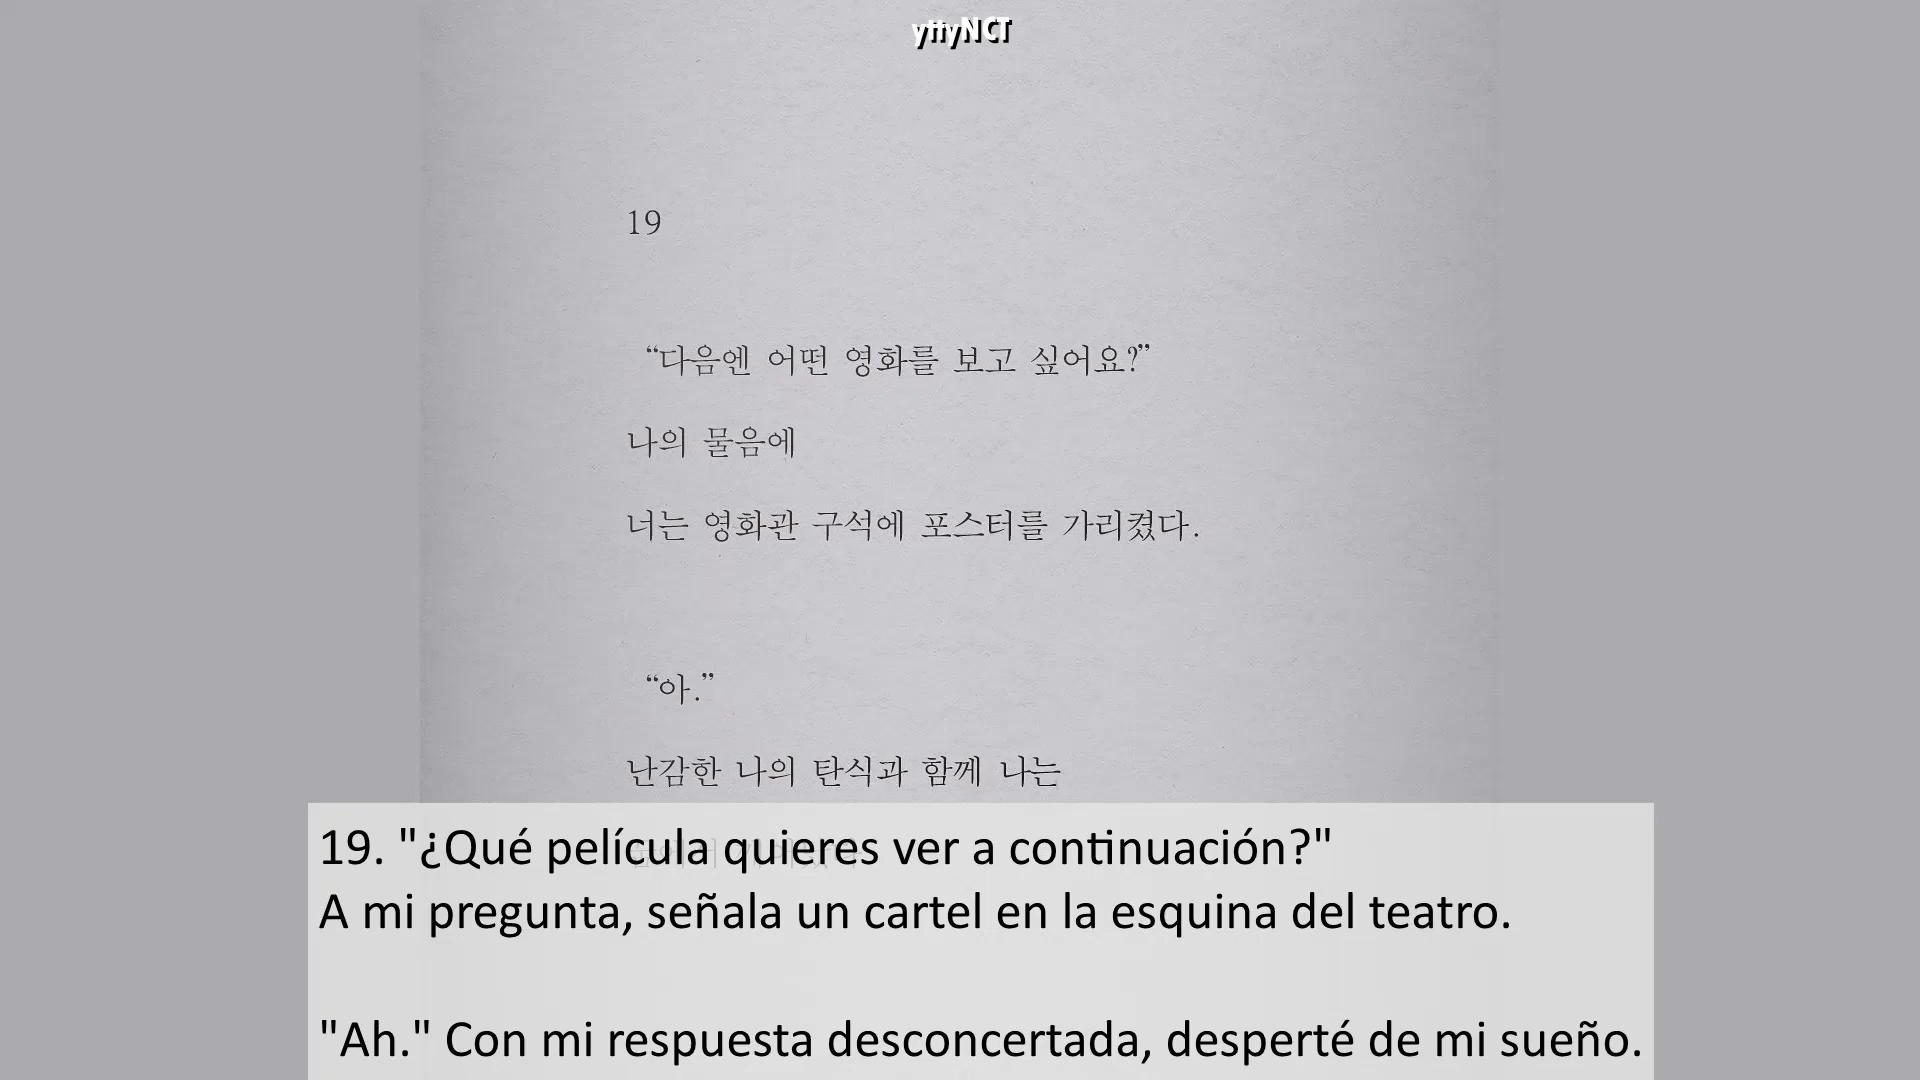 yttyNCT
19
“다음엔 어떤 영화를 보고 싶어요?”
나의 물음에
너는 영화관 구석에 포스터를 가리켰다.
“아.”
난감한 나의 탄식과 함께 나는
19. "¿Qué película quieres ver a continuación?"
A mi pregunta, señala un cartel en la esquina del teatro.
"Ah." Con mi respuesta desconcertada, desperté de mi sueño.